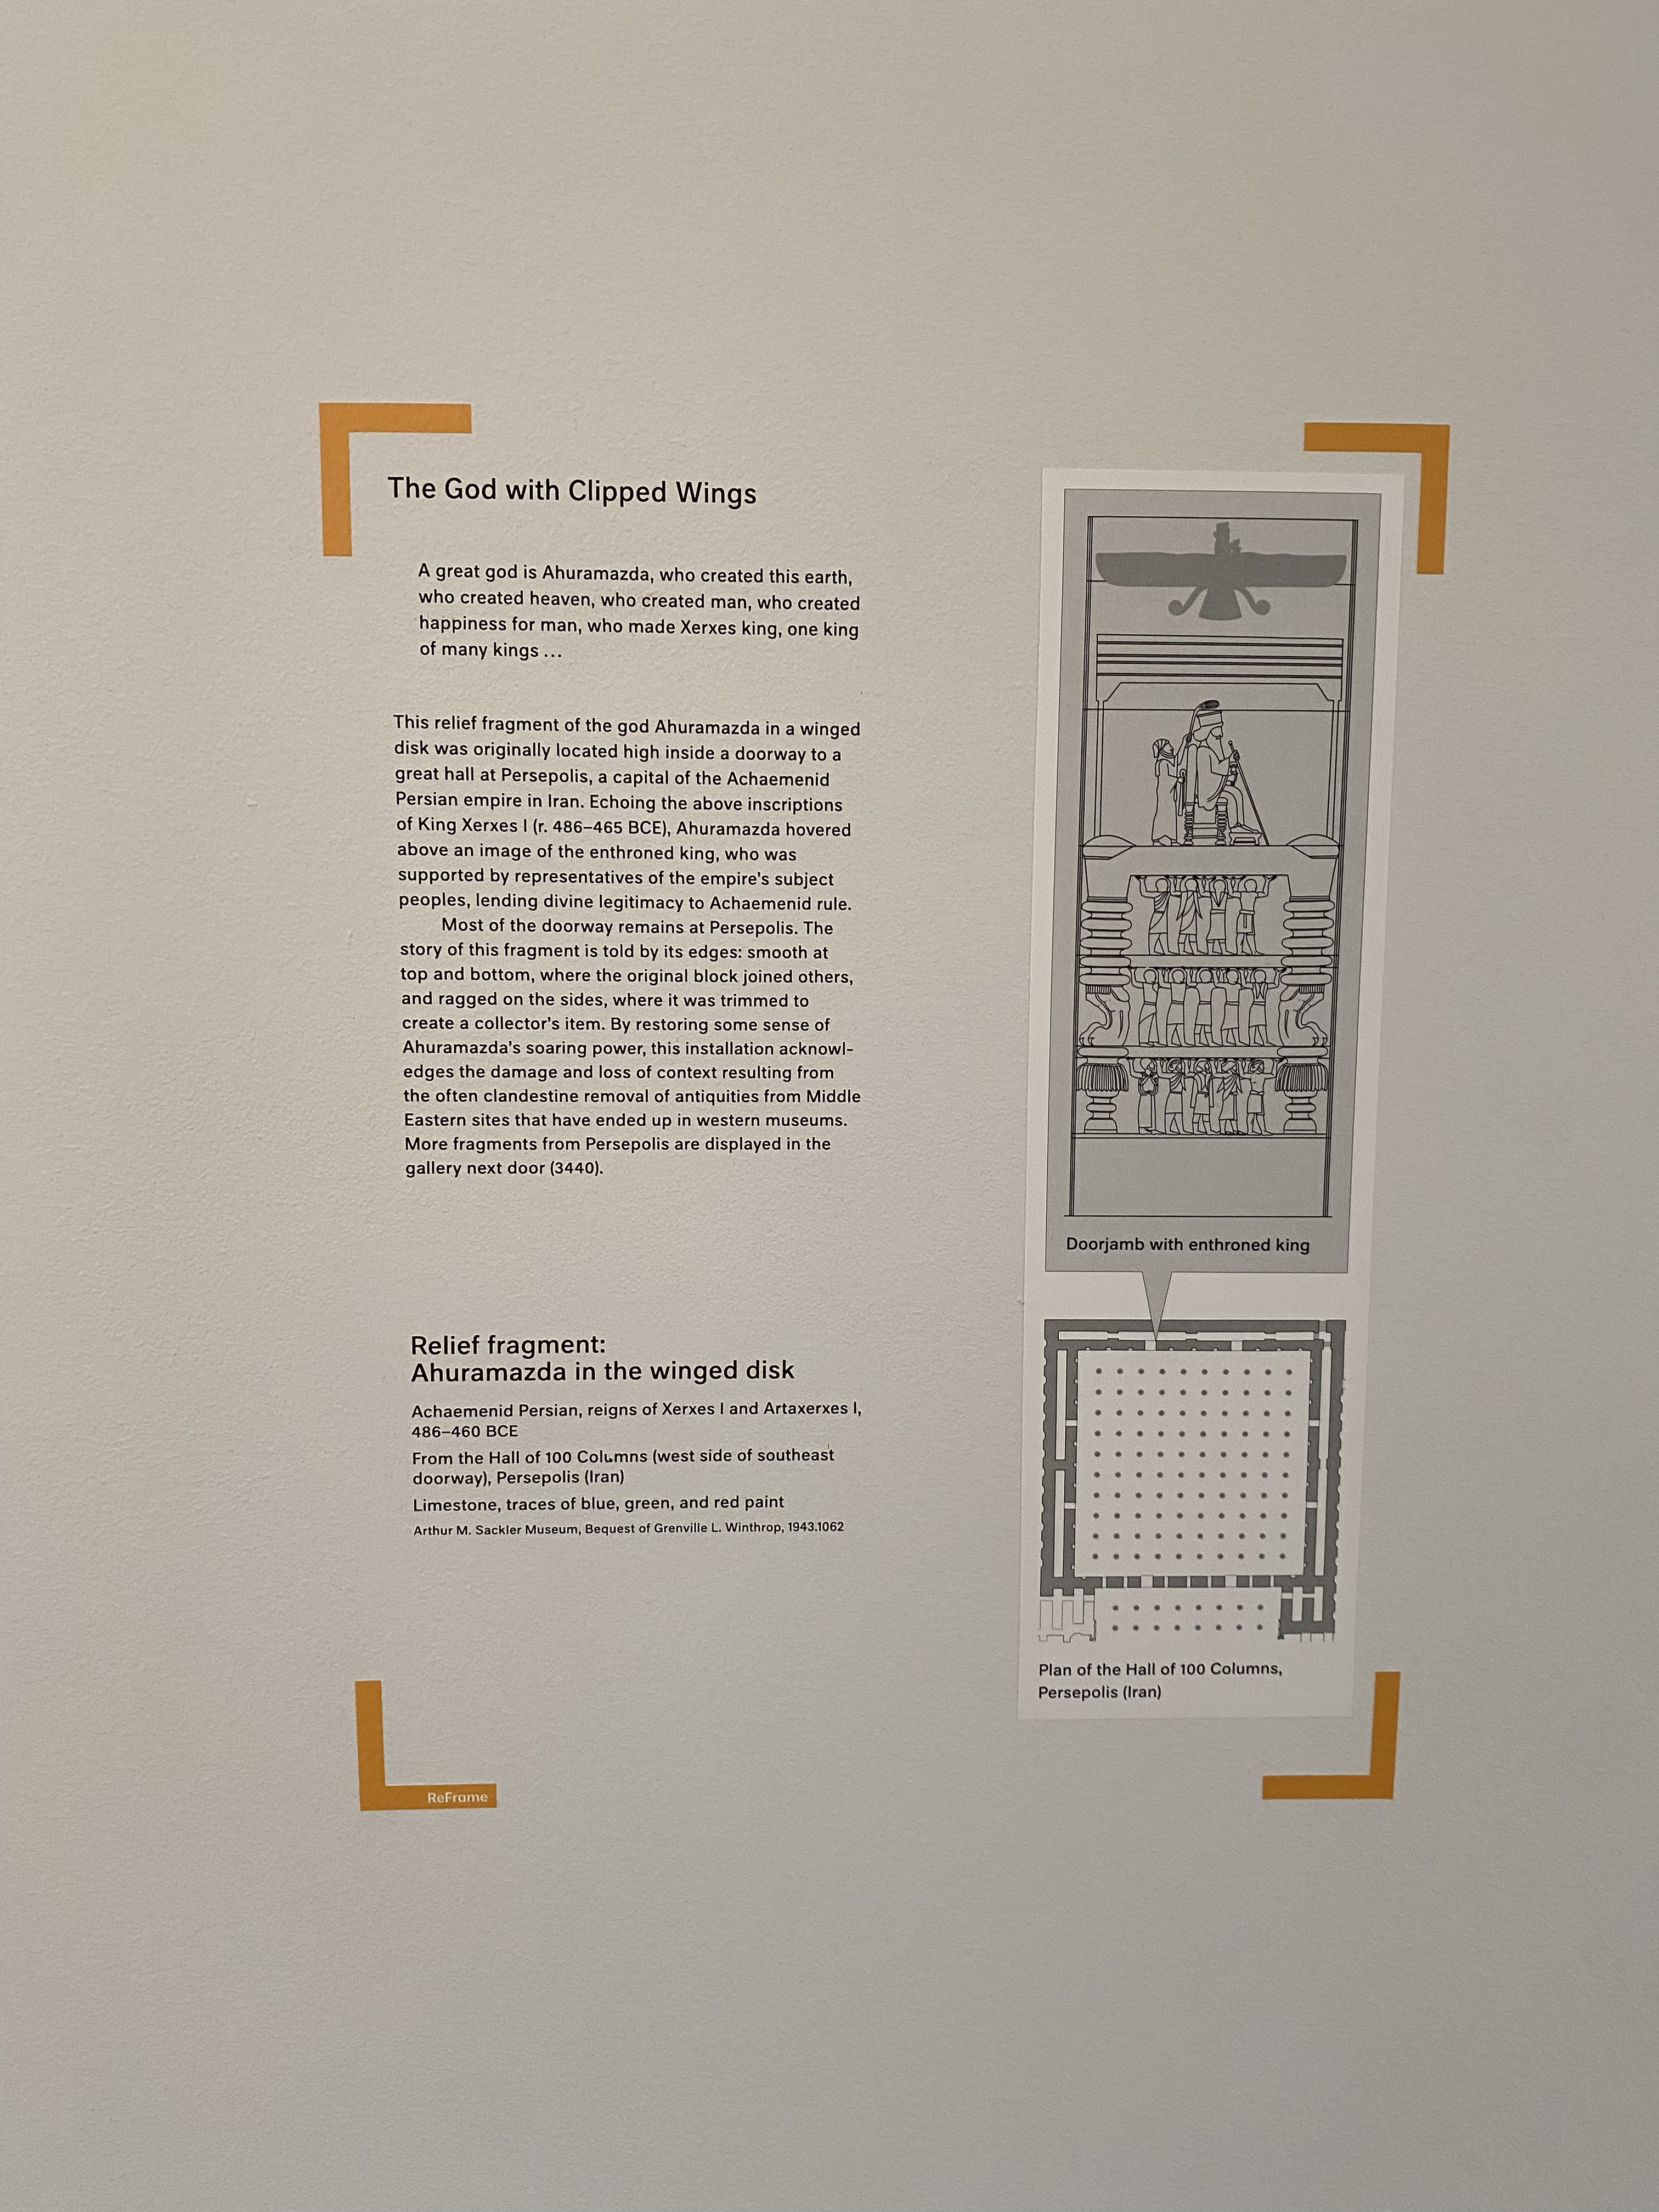 The God with Clipped Wings
A great god is Ahuramazda, who created this earth,
who created heaven, who created man, who created
happiness for man, who made Xerxes king, one king
of many kings ...
This relief fragment of the god Ahuramazda in a winged
disk was originally located high inside a doorway to a
great hall at Persepolis, a capital of the Achaemenid
Persian empire in Iran. Echoing the above inscriptions
of King Xerxes I (r. 486–465 BCE), Ahuramazda hovered
above an image of the enthroned king, who was
supported by representatives of the empire's subject
peoples, lending divine legitimacy to Achaemenid rule.
Most of the doorway remains at Persepolis. The
story of this fragment is told by its edges: smooth at
top and bottom, where the original block joined others,
and ragged on the sides, where it was trimmed to
create a collector's item. By restoring some sense of
Ahuramazda's soaring power, this installation acknowl-
edges the damage and loss of context resulting from
the often clandestine removal of antiquities from Middle
Eastern sites that have ended up in western museums.
More fragments from Persepolis are displayed in the
gallery next door (3440).
Relief fragment:
Ahuramazda in the winged disk
Achaemenid Persian, reigns of Xerxes I and Artaxerxes I,
486–460 BCE
From the Hall of 100 Columns (west side of southeast
doorway), Persepolis (Iran)
Limestone, traces of blue, green, and red paint
Arthur M. Sackler Museum, Bequest of Grenville L. Winthrop, 1943.1062
ReFrame
Doorjamb with enthroned king
Plan of the Hall of 100 Columns,
Persepolis (Iran)